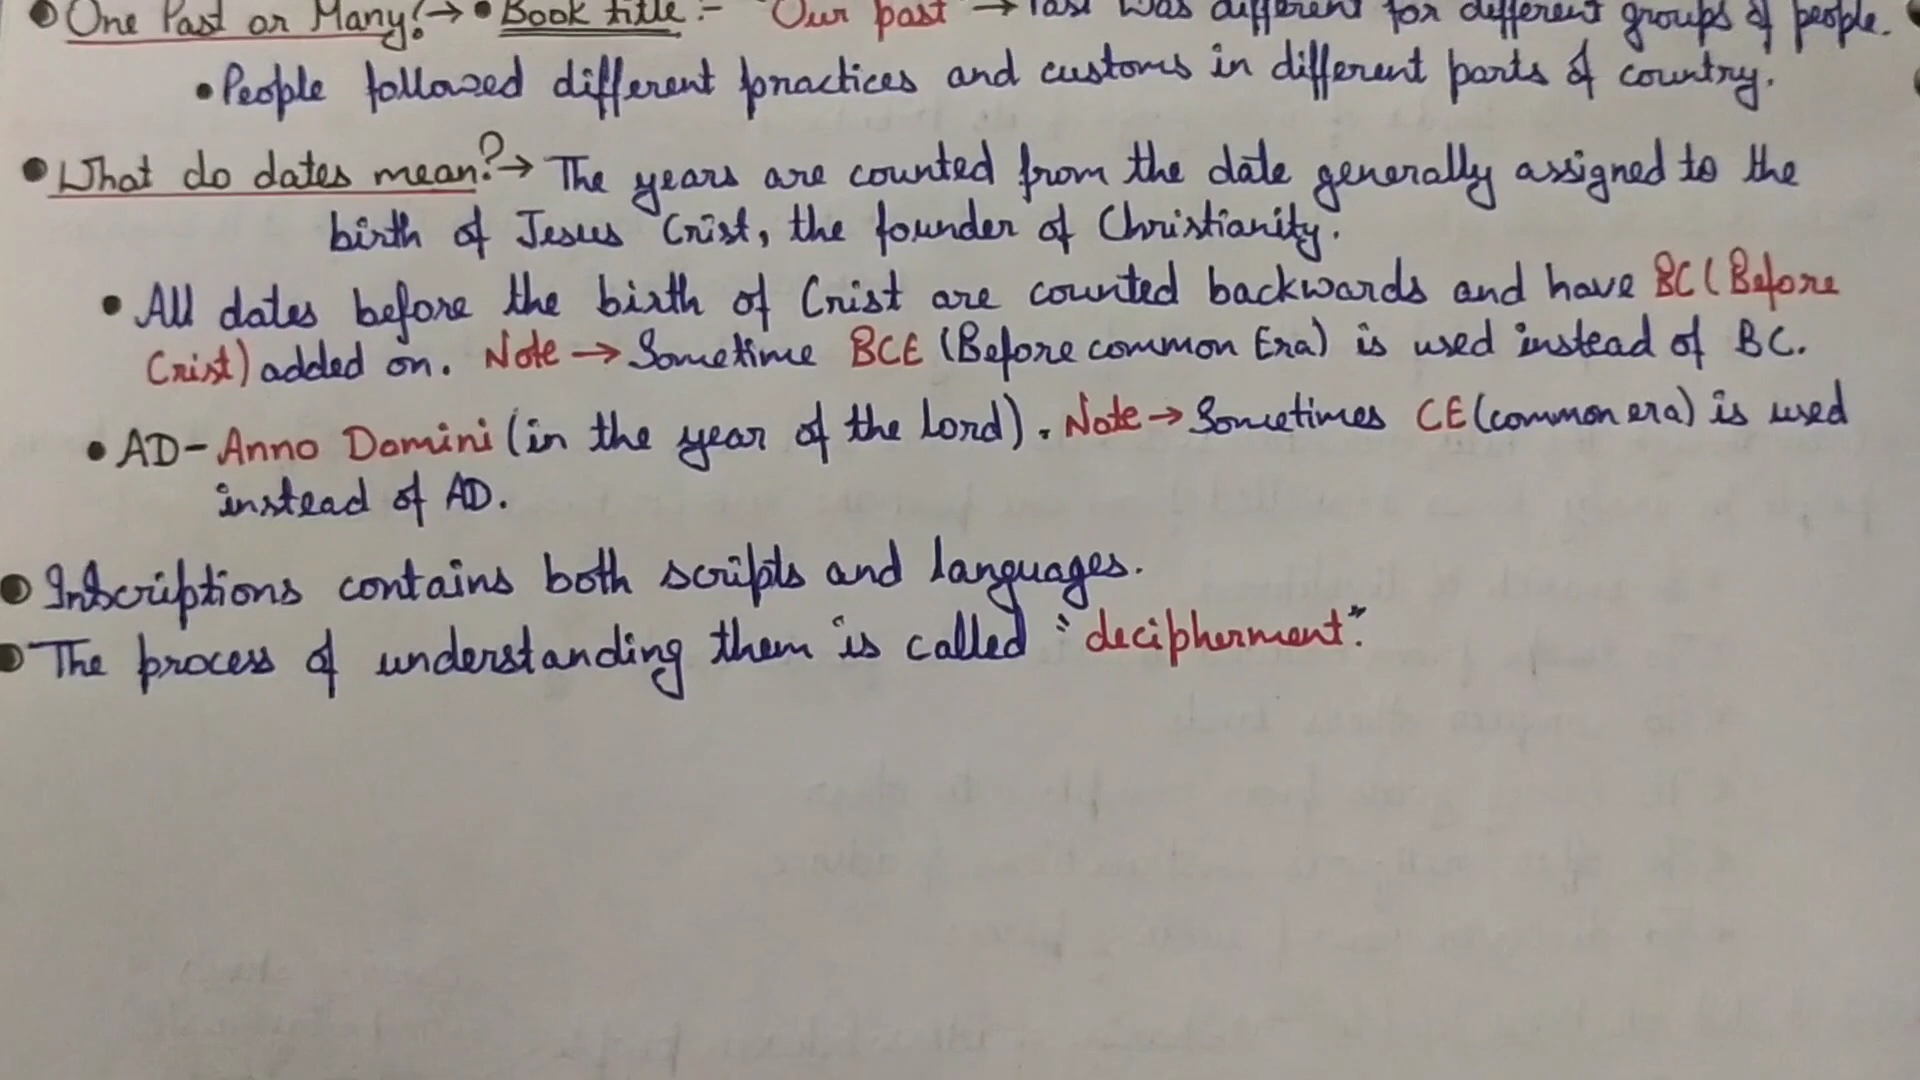 One Past or Many? → • Book title :- "Our past" → Past was different for different groups of people.
• People followed different practices and customs in different parts of country.
• What do dates mean? → The years are counted from the date generally assigned to the
birth of Jesus Crist, the founder of Christianity.
• All dates before the birth of Crist are counted backwards and have BC (Before
Crist) added on. Note → Sometime BCE (Before common Era) is used instead of BC.
• AD - Anno Domini (in the year of the lord). Note → Sometimes CE (common era) is used
instead of AD.
• Inscriptions contains both scripts and languages.
• The process of understanding them is called "decipherment".